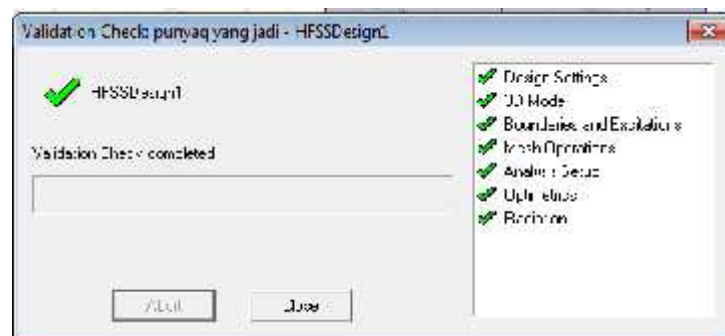 Validation Check: punyaq yang jadi - HFSSDesign1
HFSSDesign1
Validation Check completed
Abort
Close
Design Settings
3D Model
Boundaries and Excitations
Mesh Operations
Analysis Setup
Optimetrics
Radiation